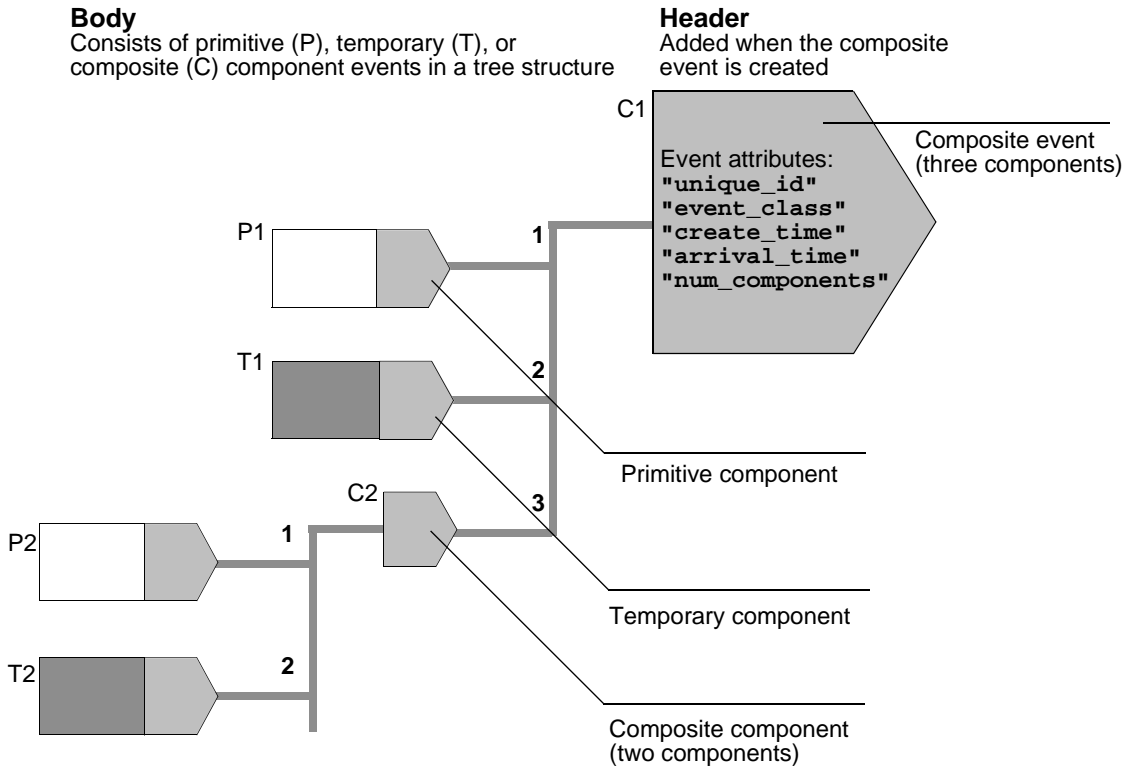 Body
Consists of primitive (P), temporary (T), or
composite (C) component events in a tree structure
Header
Added when the composite
event is created
C1
Composite event
(three components)
Event attributes:
"unique_id"
"event_class"
"create_time"
"arrival_time"
"num_components"
P1
1
T1
2
Primitive component
C2
3
P2
1
Temporary component
T2
2
Composite component
(two components)